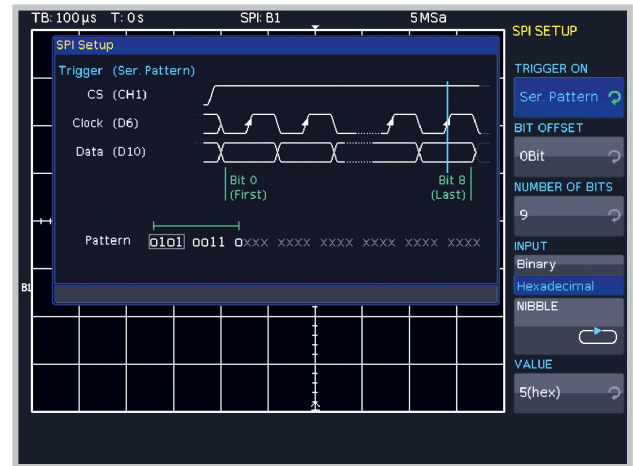 TB: 100µs T: 0s SPI: B1 5MSa
SPI SETUP
SPI Setup
Trigger (Ser. Pattern)
CS (CH1)
Clock (D6)
Data (D10)
Bit 0
(First)
Bit 8
(Last)
Pattern 0101 0011 0xxx xxxx xxxx xxxx xxxx xxxx
B1
TRIGGER ON
Ser. Pattern
BIT OFFSET
0Bit
NUMBER OF BITS
9
INPUT
Binary
Hexadecimal
NIBBLE
VALUE
5(hex)